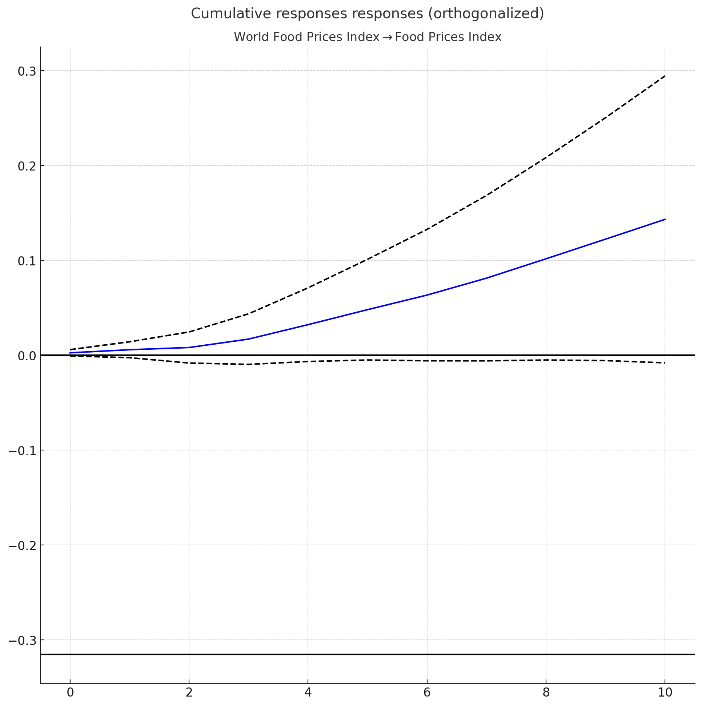 Cumulative responses responses (orthogonalized)
World Food Prices Index → Food Prices Index
0.3
0.2
0.1
0.0
−0.1
−0.2
−0.3
0 2 4 6 8 10